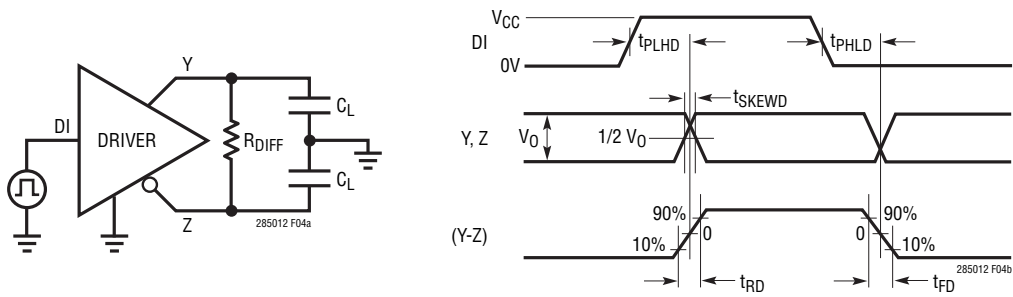 Y
DI
DRIVER
R_DIFF
C_L
C_L
Z
285012 F04a
V_CC
DI
0V
t_PLHD
t_PHLD
t_SKEWD
Y, Z
V_O
1/2 V_O
(Y-Z)
90%
10%
0
90%
0
10%
t_RD
t_FD
285012 F04b